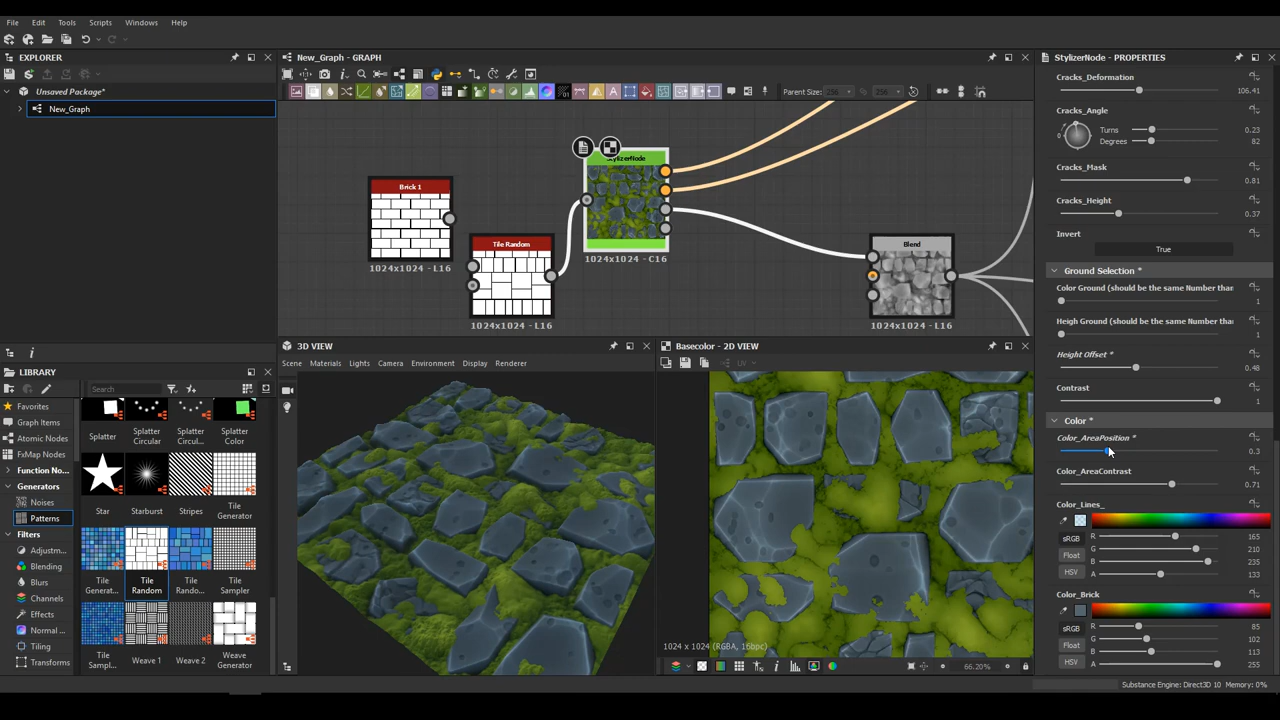 File Edit Tools Scripts Windows Help
EXPLORER
Unsaved Package*
New_Graph
New_Graph - GRAPH
Parent Size: 256 256
StylizerNode
1024x1024 - C16
Brick 1
1024x1024 - L16
Tile Random
1024x1024 - L16
Blend
1024x1024 - L16
LIBRARY
Search
Favorites
Graph Items
Atomic Nodes
FxMap Nodes
Function No...
Generators
Noises
Patterns
Filters
Adjustm...
Blending
Blurs
Channels
Effects
Normal ...
Tiling
Transforms
Splatter
Splatter Circular
Splatter Circul...
Splatter Color
Star
Starburst
Stripes
Tile Generator
Tile Generat...
Tile Random
Tile Rando...
Tile Sampler
Tile Sampl...
Weave 1
Weave 2
Weave Generator
3D VIEW
Scene Materials Lights Camera Environment Display Renderer
Basecolor - 2D VIEW
UV
1024 x 1024 (RGBA, 16bpc)
66.20%
StylizerNode - PROPERTIES
Cracks_Deformation
106.41
Cracks_Angle
0
Turns 0.23
Degrees 82
Cracks_Mask
0.81
Cracks_Height
0.37
Invert
True
Ground Selection *
Color Ground (should be the same Number than
1
Heigh Ground (should be the same Number than
1
Height Offset *
0.48
Contrast
1
Color *
Color_AreaPosition *
0.3
Color_AreaContrast
0.71
Color_Lines_
sRGB R 165
Float G 210
B 235
HSV A 133
Color_Brick
sRGB R 85
G 102
Float B 113
HSV A 255
Substance Engine: Direct3D 10 Memory: 0%